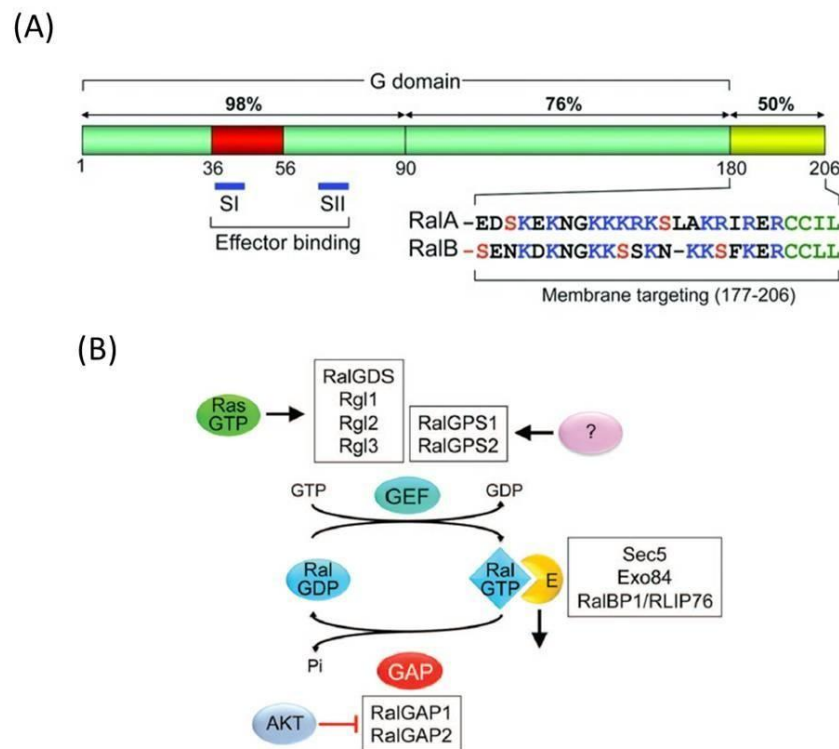 (A)
G domain
98% 76% 50%
1 36 56 90 180 206
SI SII
Effector binding
RalA -EDSKEKNGKKKRKSLAKRIRERCCIL
RalB -SENKDKNGKKSSKN-KKSFKERCCLL
Membrane targeting (177-206)
(B)
Ras
GTP
RalGDS
Rgl1
Rgl2
Rgl3
RalGPS1
RalGPS2
?
GTP
GEF
GDP
Ral
GDP
Ral
GTP
E
Sec5
Exo84
RalBP1/RLIP76
Pi
GAP
AKT
RalGAP1
RalGAP2